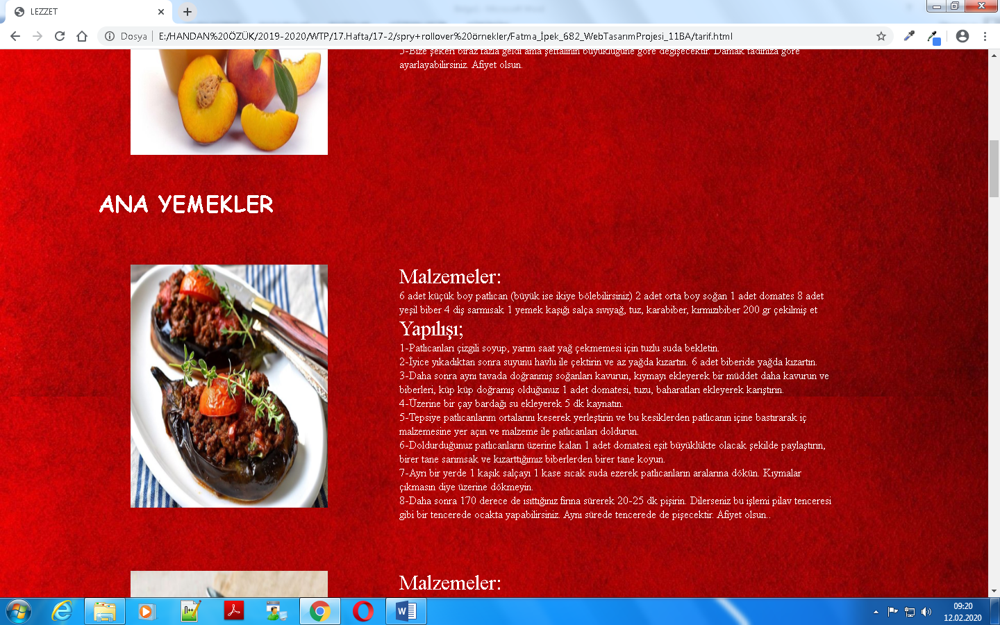 LEZZET
Dosya
E:/HANDAN%20ÖZÜK/2019-2020/WTP/17.Hafta/17-2/spry+rollover%20örnekler/Fatma_İpek_682_WebTasarımProjesi_11BA/tarif.html
5-Bize şekeri biraz fazla geldi ama şeftalinin büyüklüğüne göre değişecektir. Damak tadınıza göre
ayarlayabilirsiniz. Afiyet olsun.
ANA YEMEKLER
Malzemeler:
6 adet küçük boy patlıcan (büyük ise ikiye bölebilirsiniz) 2 adet orta boy soğan 1 adet domates 8 adet
yeşil biber 4 diş sarmısak 1 yemek kaşığı salça sıvıyağ, tuz, karabiber, kırmızıbiber 200 gr çekilmiş et
Yapılışı;
1-Patlıcanları çizgili soyup, yarım saat yağ çekmemesi için tuzlu suda bekletin.
2-İyice yıkadıktan sonra suyunu havlu ile çektirin ve az yağda kızartın. 6 adet biberide yağda kızartın.
3-Daha sonra aynı tavada doğranmış soğanları kavurun, kıymayı ekleyerek bir müddet daha kavurun ve
biberleri, küp küp doğramış olduğunuz 1 adet domatesi, tuzu, baharatları ekleyerek karıştırın.
4-Üzerine bir çay bardağı su ekleyerek 5 dk kaynatın.
5-Tepsiye patlıcanlarım ortalarını keserek yerleştirin ve bu kesiklerden patlıcanın içine bastırarak iç
malzemesine yer açın ve malzeme ile patlıcanları doldurun.
6-Doldurduğunuz patlıcanların üzerine kalan 1 adet domatesi eşit büyüklükte olacak şekilde paylaştırın,
birer tane sarımsak ve kızarttığımız biberlerden birer tane koyun.
7-Ayrı bir yerde 1 kaşık salçayı 1 kase sıcak suda ezerek patlıcanların aralarına dökün. Kıymalar
çıkmasın diye üzerine dökmeyin.
8-Daha sonra 170 derece de ısıttığınız fırına sürerek 20-25 dk pişirin. Dilerseniz bu işlemi pilav tenceresi
gibi bir tencerede ocakta yapabilirsiniz. Aynı sürede tencerede de pişecektir. Afiyet olsun..
Malzemeler:
09:20
12.02.2020